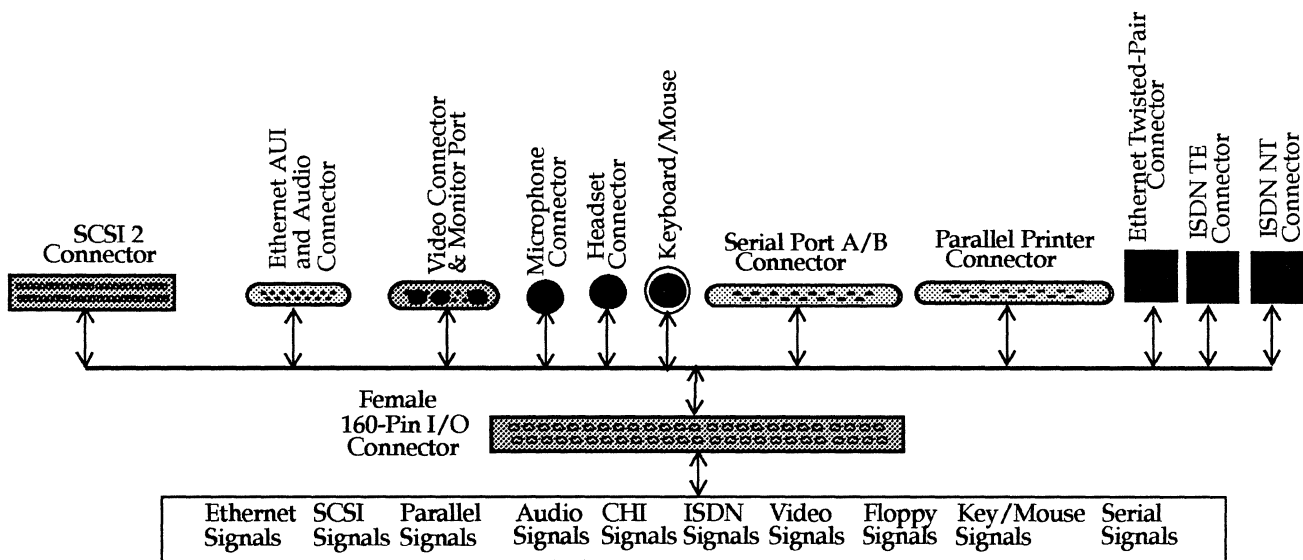 SCSI 2
Connector
Ethernet AUI
and Audio
Connector
Video Connector
& Monitor Port
Microphone
Connector
Headset
Connector
Keyboard/Mouse
Serial Port A/B
Connector
Parallel Printer
Connector
Ethernet Twisted-Pair
Connector
ISDN TE
Connector
ISDN NT
Connector
Female
160-Pin I/O
Connector
Ethernet
Signals
SCSI
Signals
Parallel
Signals
Audio
Signals
CHI
Signals
ISDN
Signals
Video
Signals
Floppy
Signals
Key/Mouse
Signals
Serial
Signals